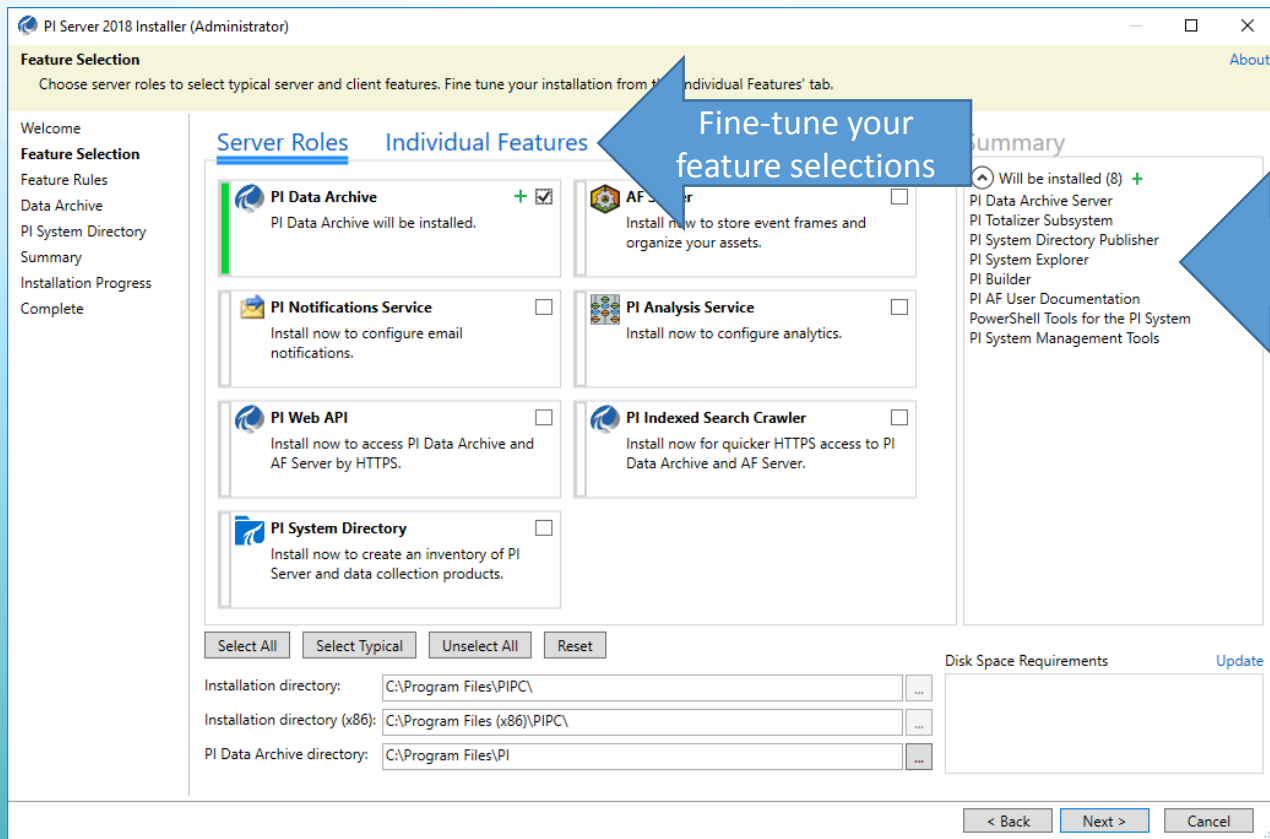 PI Server 2018 Installer (Administrator)
Feature Selection
About
Choose server roles to select typical server and client features. Fine tune your installation from the Individual Features' tab.
Welcome
Feature Selection
Feature Rules
Data Archive
PI System Directory
Summary
Installation Progress
Complete
Server Roles Individual Features
Fine-tune your
feature selections
PI Data Archive
PI Data Archive will be installed.
AF Server
Install now to store event frames and
organize your assets.
PI Notifications Service
Install now to configure email
notifications.
PI Analysis Service
Install now to configure analytics.
PI Web API
Install now to access PI Data Archive and
AF Server by HTTPS.
PI Indexed Search Crawler
Install now for quicker HTTPS access to PI
Data Archive and AF Server.
PI System Directory
Install now to create an inventory of PI
Server and data collection products.
Summary
Will be installed (8) +
PI Data Archive Server
PI Totalizer Subsystem
PI System Directory Publisher
PI System Explorer
PI Builder
PI AF User Documentation
PowerShell Tools for the PI System
PI System Management Tools
Select All Select Typical Unselect All Reset
Installation directory: C:\Program Files\PIPC\ ...
Installation directory (x86): C:\Program Files (x86)\PIPC\ ...
PI Data Archive directory: C:\Program Files\PI ...
Disk Space Requirements Update
< Back Next > Cancel